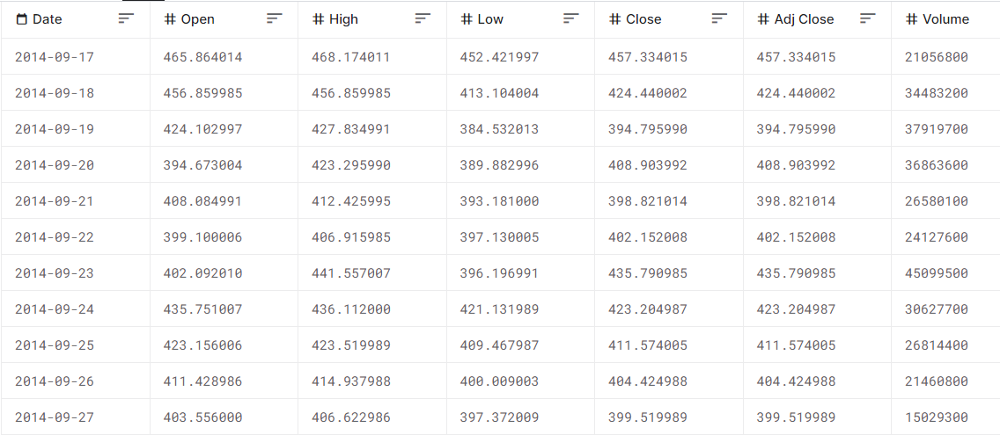 Date # Open # High # Low # Close # Adj Close # Volume
2014-09-17 465.864014 468.174011 452.421997 457.334015 457.334015 21056800
2014-09-18 456.859985 456.859985 413.104004 424.440002 424.440002 34483200
2014-09-19 424.102997 427.834991 384.532013 394.795990 394.795990 37919700
2014-09-20 394.673004 423.295990 389.882996 408.903992 408.903992 36863600
2014-09-21 408.084991 412.425995 393.181000 398.821014 398.821014 26580100
2014-09-22 399.100006 406.915985 397.130005 402.152008 402.152008 24127600
2014-09-23 402.092010 441.557007 396.196991 435.790985 435.790985 45099500
2014-09-24 435.751007 436.112000 421.131989 423.204987 423.204987 30627700
2014-09-25 423.156006 423.519989 409.467987 411.574005 411.574005 26814400
2014-09-26 411.428986 414.937988 400.009003 404.424988 404.424988 21460800
2014-09-27 403.556000 406.622986 397.372009 399.519989 399.519989 15029300